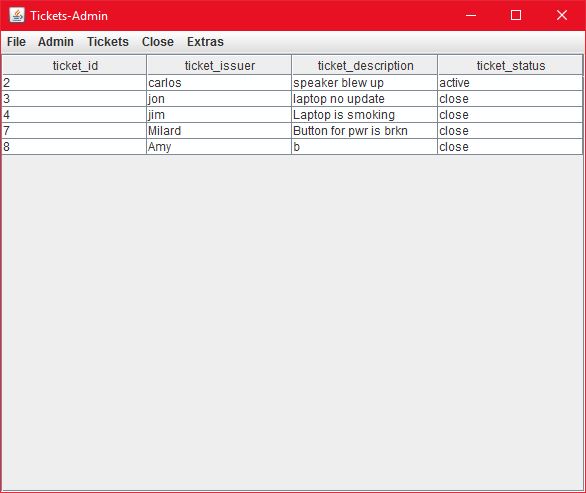 Tickets-Admin
File Admin Tickets Close Extras
ticket_id ticket_issuer ticket_description ticket_status
2 carlos speaker blew up active
3 jon laptop no update close
4 jim Laptop is smoking close
7 Milard Button for pwr is brkn close
8 Amy b close